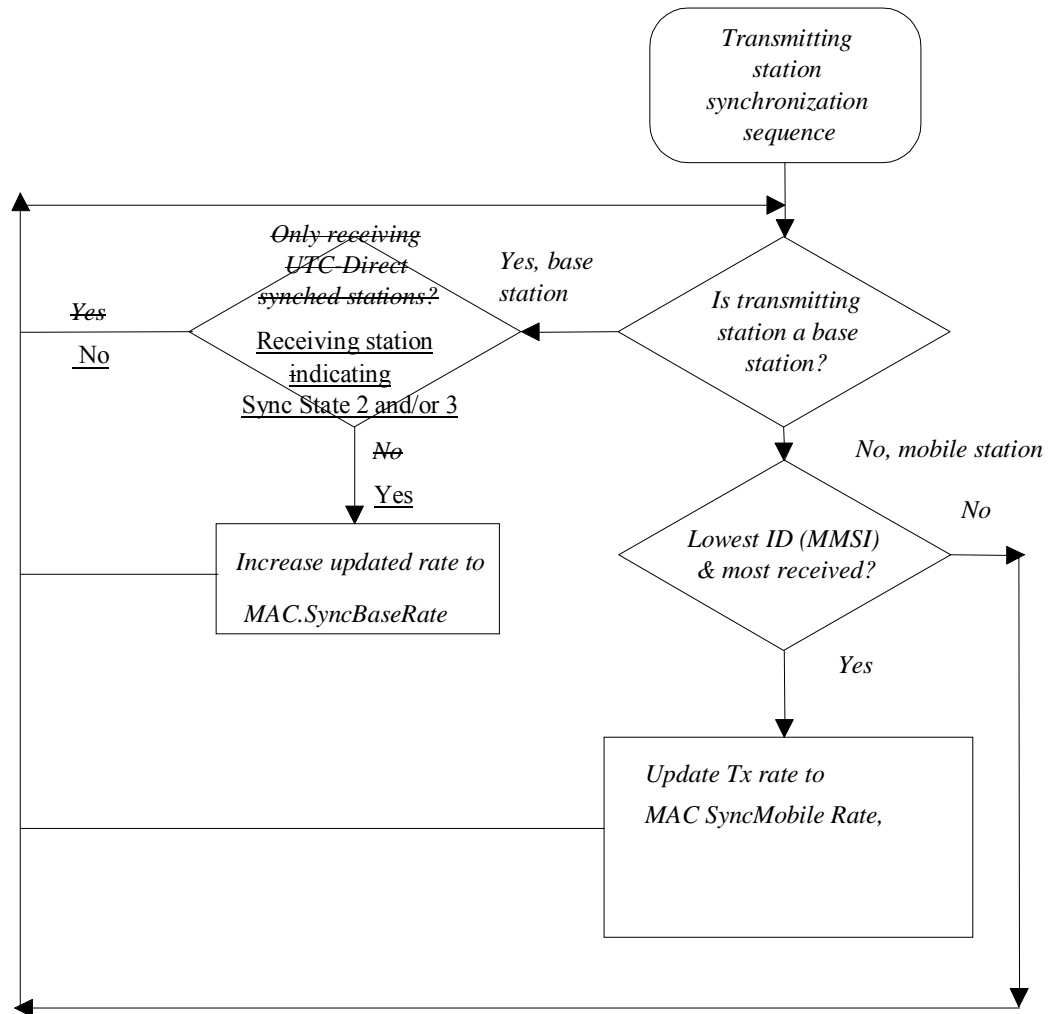 Transmitting
station
synchronization
sequence
Only receiving
UTC-Direct
synched stations?
Receiving station
indicating
Sync State 2 and/or 3
Yes, base
station
Is transmitting
station a base
station?
Yes
No
No
Yes
No, mobile station
No
Increase updated rate to
MAC.SyncBaseRate
Lowest ID (MMSI)
& most received?
Yes
Update Tx rate to
MAC SyncMobile Rate,